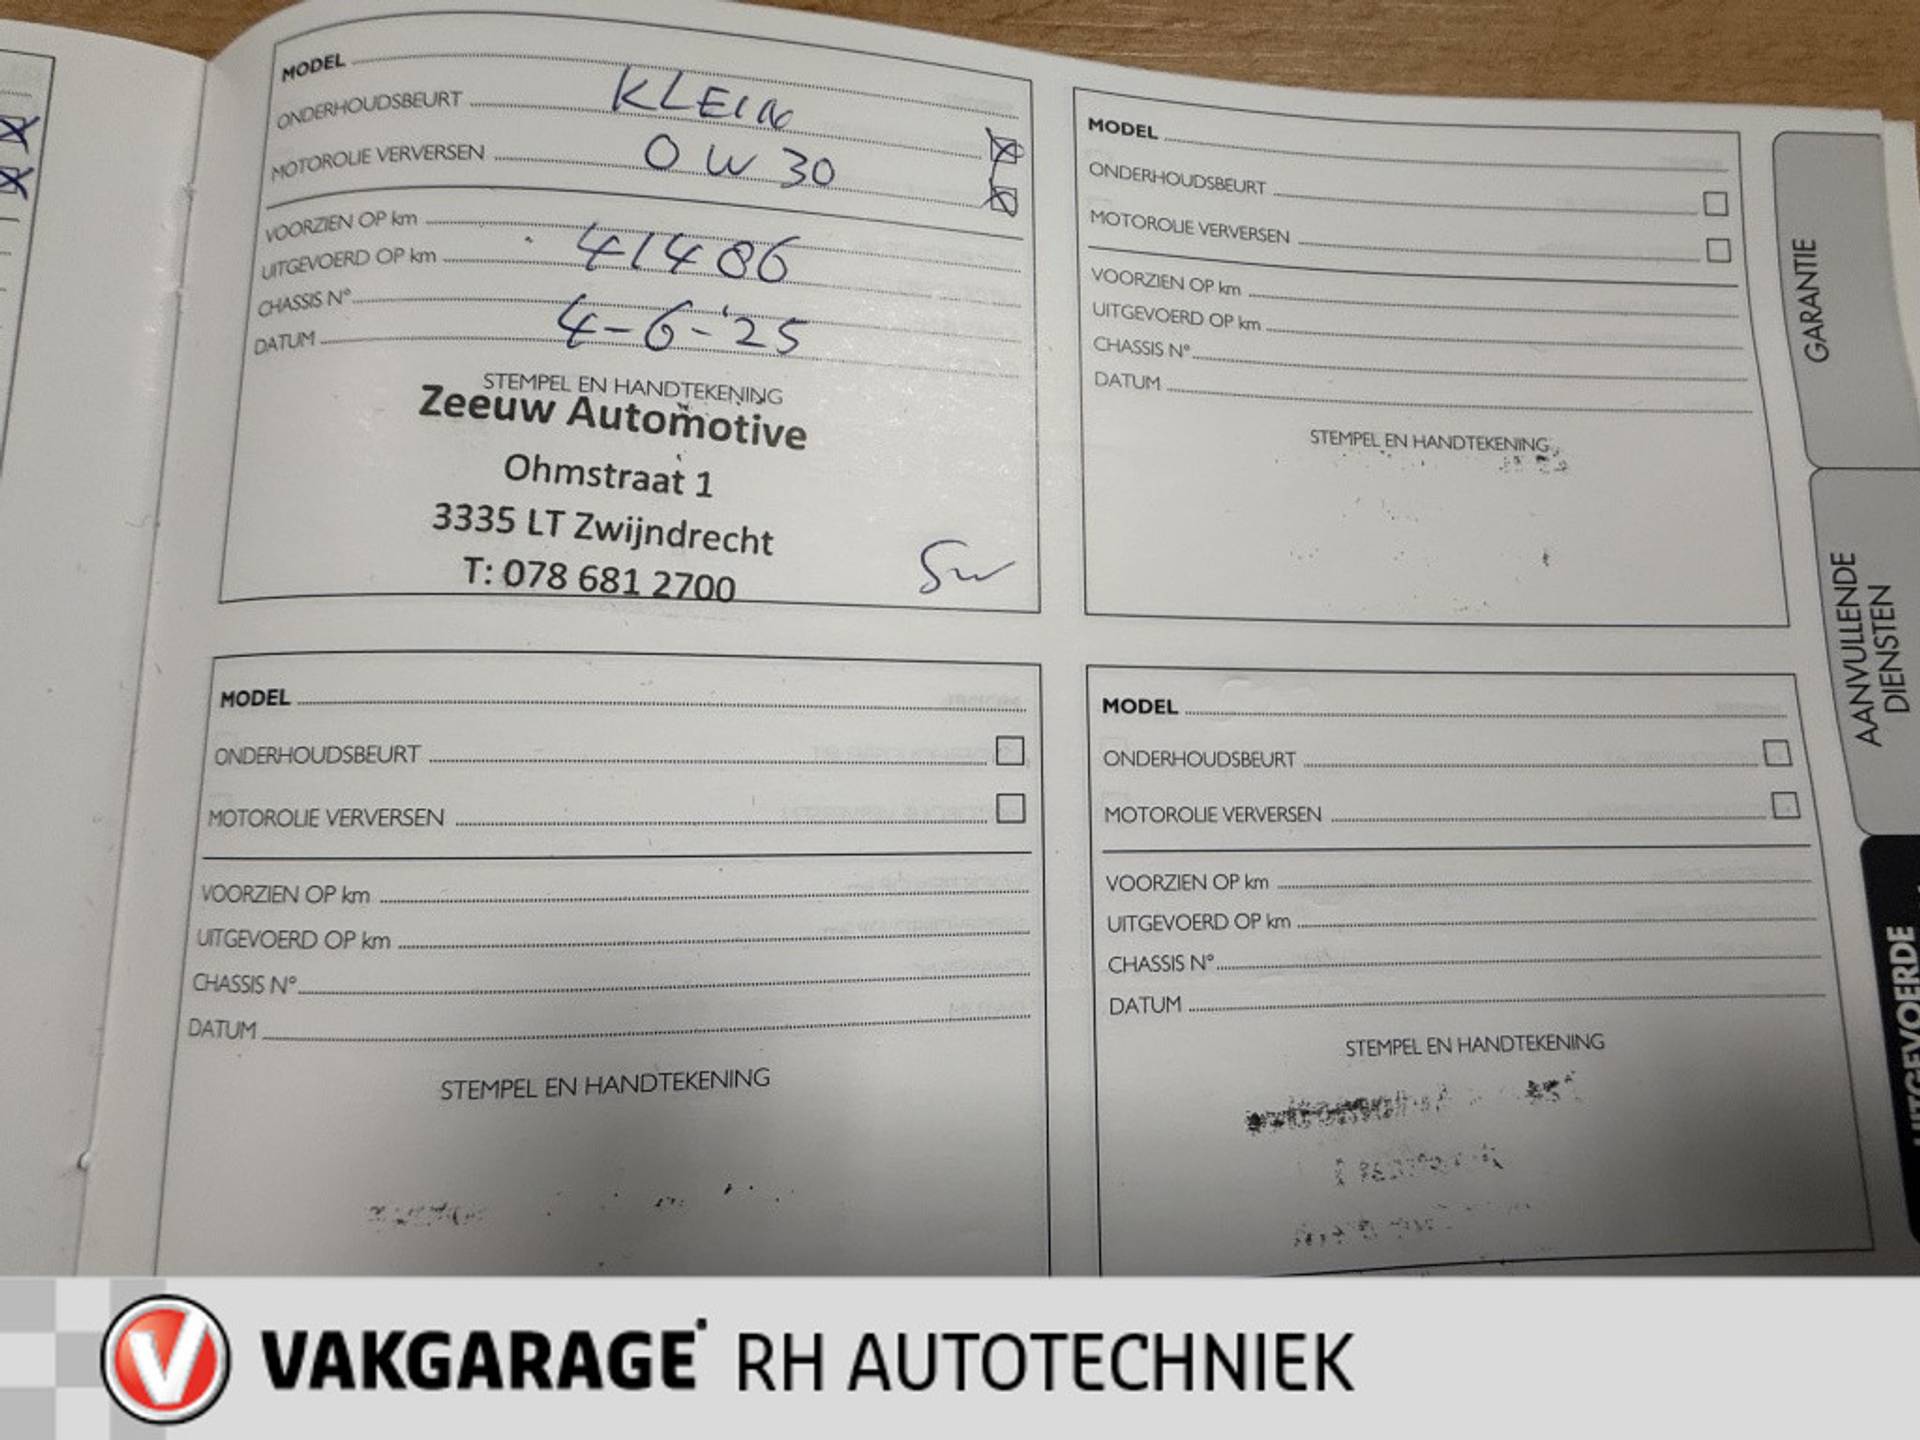 MODEL
ONDERHOUDSBEURT KLEIN
MOTOROLIE VERVERSEN 0W30
VOORZIEN OP km
UITGEVOERD OP km 41486
CHASSIS N°
DATUM 4-6-'25
STEMPEL EN HANDTEKENING
Zeeuw Automotive
Ohmstraat 1
3335 LT Zwijndrecht
T: 078 681 2700
MODEL
ONDERHOUDSBEURT
MOTOROLIE VERVERSEN
VOORZIEN OP km
UITGEVOERD OP km
CHASSIS N°
DATUM
STEMPEL EN HANDTEKENING
MODEL
ONDERHOUDSBEURT
MOTOROLIE VERVERSEN
VOORZIEN OP km
UITGEVOERD OP km
CHASSIS N°
DATUM
STEMPEL EN HANDTEKENING
MODEL
ONDERHOUDSBEURT
MOTOROLIE VERVERSEN
VOORZIEN OP km
UITGEVOERD OP km
CHASSIS N°
DATUM
STEMPEL EN HANDTEKENING
GARANTIE
AANVULLENDE
DIENSTEN
UITGEVOERDE
VAKGARAGE RH AUTOTECHNIEK